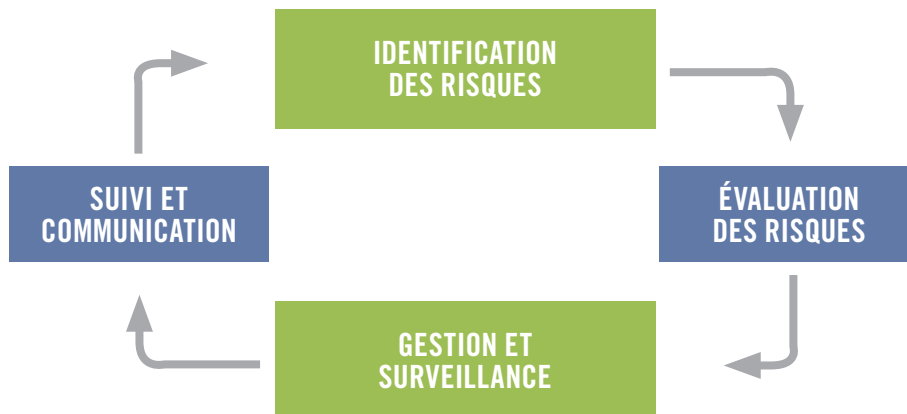 IDENTIFICATION
DES RISQUES
SUIVI ET
COMMUNICATION
ÉVALUATION
DES RISQUES
GESTION ET
SURVEILLANCE